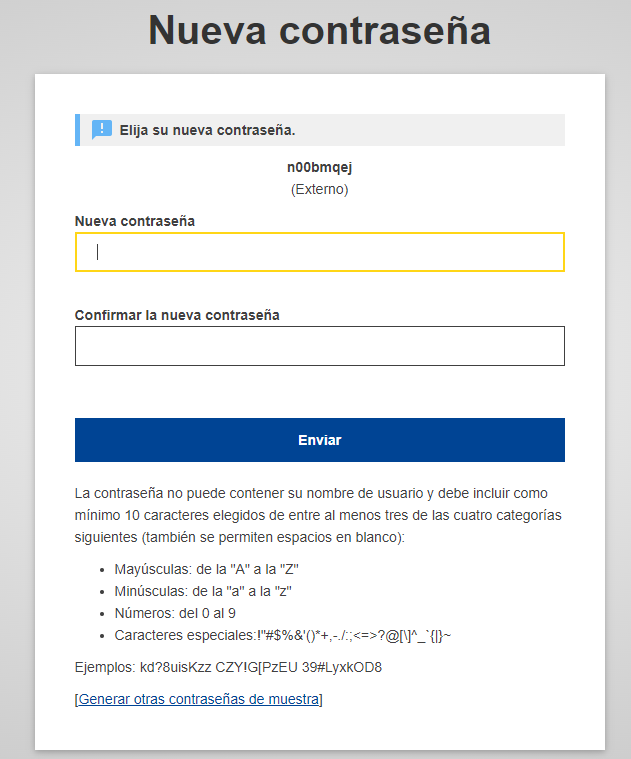 Nueva contraseña
Elija su nueva contraseña.
n00bmqej
(Externo)
Nueva contraseña
Confirmar la nueva contraseña
Enviar
La contraseña no puede contener su nombre de usuario y debe incluir como
mínimo 10 caracteres elegidos de entre al menos tres de las cuatro categorías
siguientes (también se permiten espacios en blanco):
• Mayúsculas: de la "A" a la "Z"
• Minúsculas: de la "a" a la "z"
• Números: del 0 al 9
• Caracteres especiales:!"#$%&'()*+,-./:;<=>?@[\]^_`{|}~
Ejemplos: kd?8uisKzz CZY!G[PzEU 39#LyxkOD8
[Generar otras contraseñas de muestra]